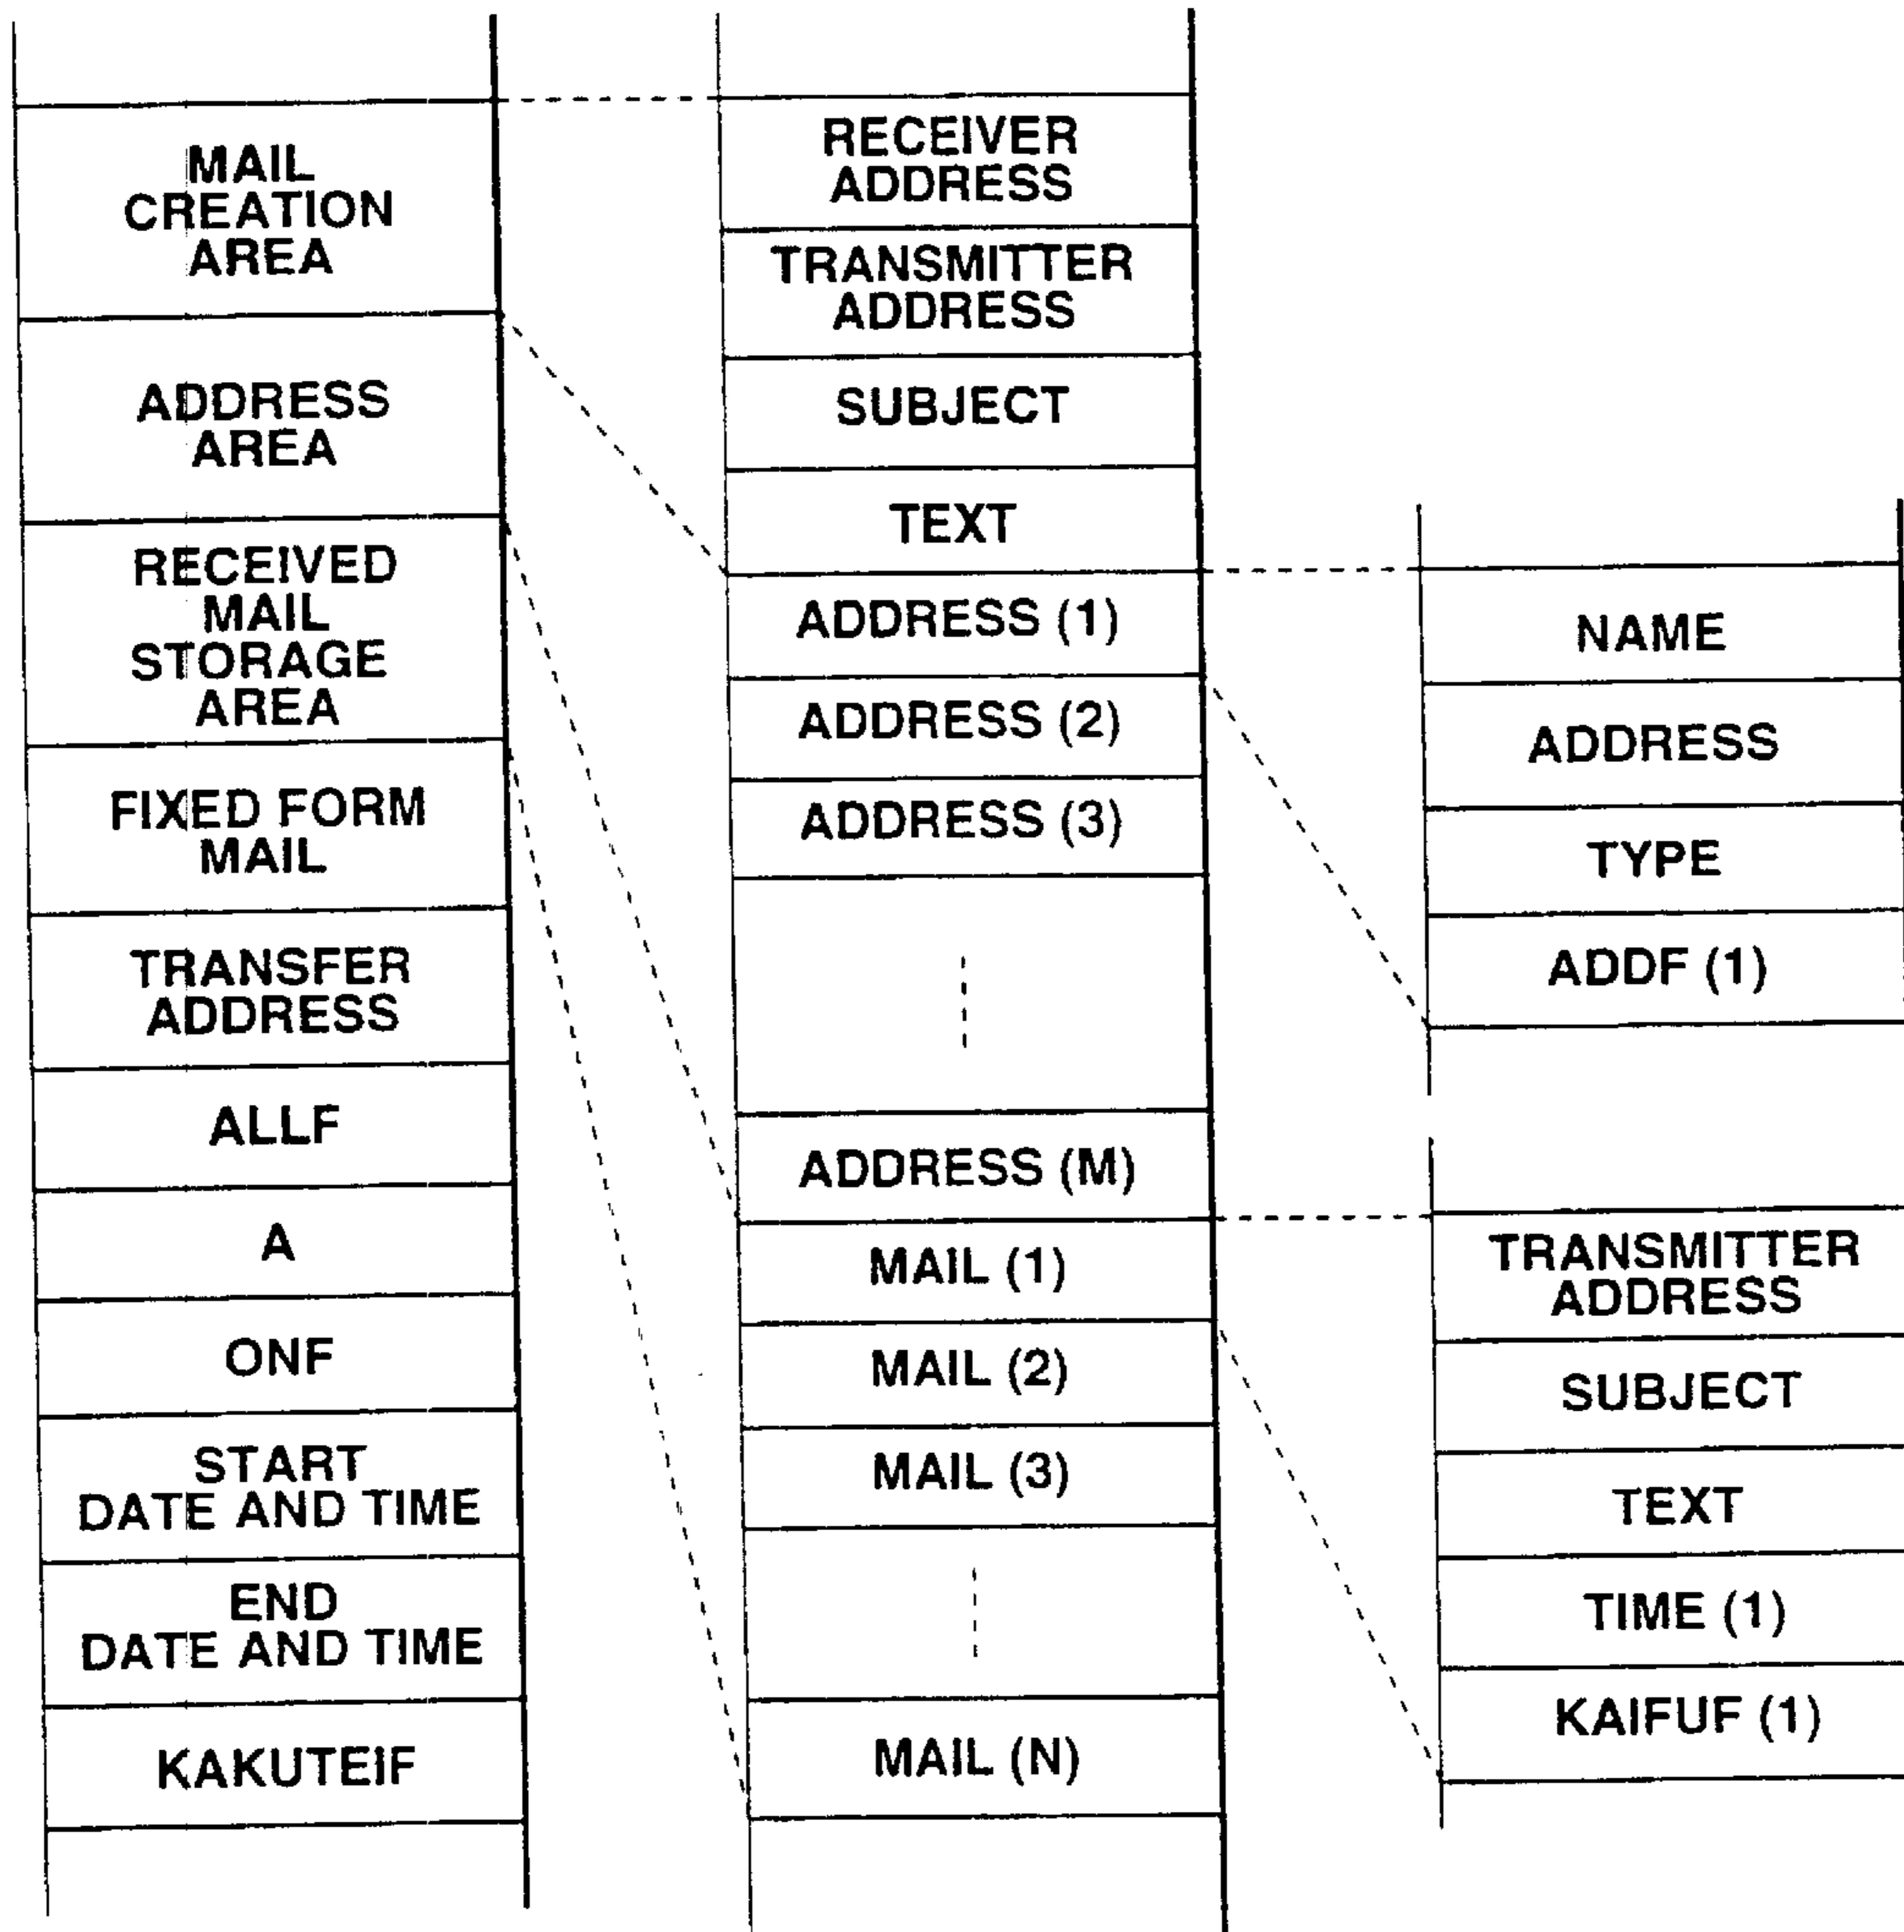 MAIL
CREATION
AREA
ADDRESS
AREA
RECEIVED
MAIL
STORAGE
AREA
FIXED FORM
MAIL
TRANSFER
ADDRESS
ALLF
A
ONF
START
DATE AND TIME
END
DATE AND TIME
KAKUTEIF
RECEIVER
ADDRESS
TRANSMITTER
ADDRESS
SUBJECT
TEXT
ADDRESS (1)
ADDRESS (2)
ADDRESS (3)
ADDRESS (M)
MAIL (1)
MAIL (2)
MAIL (3)
MAIL (N)
NAME
ADDRESS
TYPE
ADDF (1)
TRANSMITTER
ADDRESS
SUBJECT
TEXT
TIME (1)
KAIFUF (1)